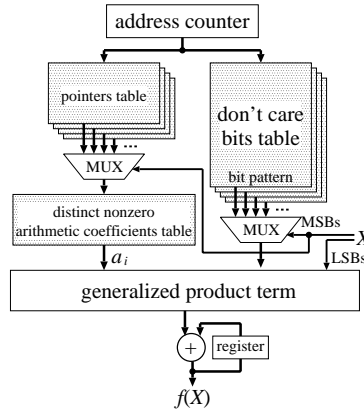 address counter
pointers table
don't care
bits table
...
MUX
bit pattern
...
distinct nonzero
arithmetic coefficients table
MUX
MSBs
X
LSBs
a i
generalized product term
+
register
f(X)